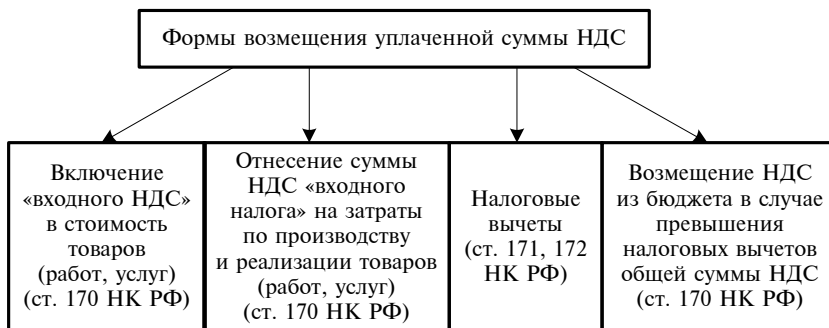 Формы возмещения уплаченной суммы НДС
Включение
«входного НДС»
в стоимость
товаров
(работ, услуг)
(ст. 170 НК РФ)
Отнесение суммы
НДС «входного
налога» на затраты
по производству
и реализации товаров
(работ, услуг)
(ст. 170 НК РФ)
Налоговые
вычеты
(ст. 171, 172
НК РФ)
Возмещение НДС
из бюджета в случае
превышения
налоговых вычетов
общей суммы НДС
(ст. 170 НК РФ)